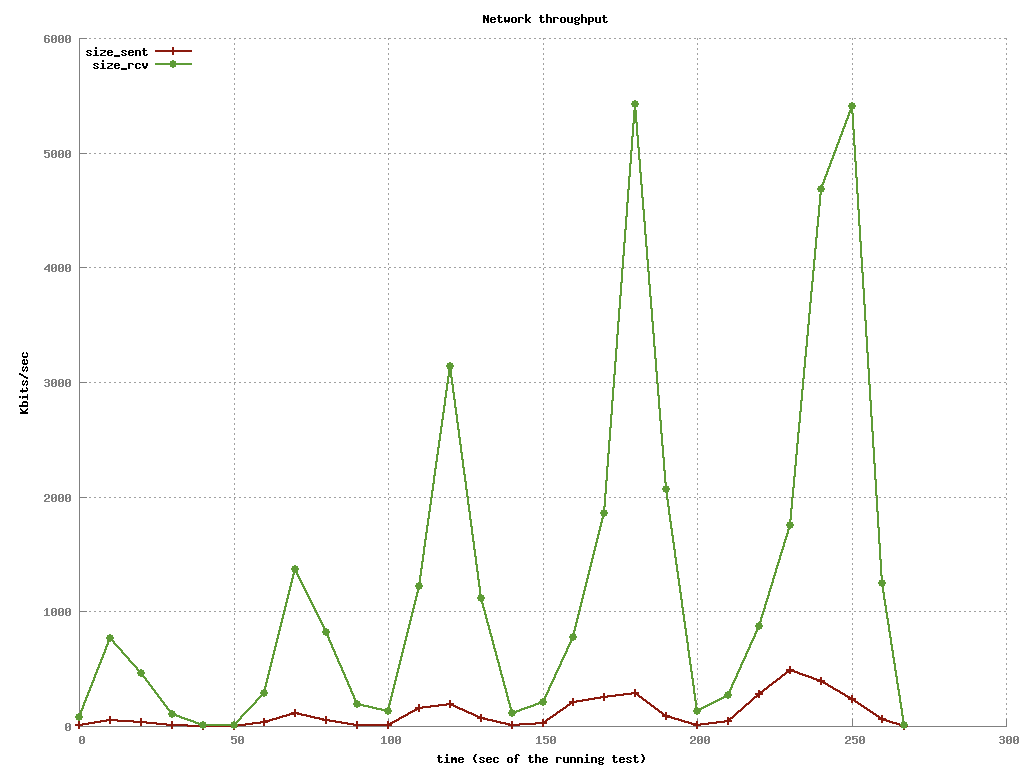 Network throughput
size_sent
size_rcv
6000
5000
4000
3000
2000
1000
0
Kbits/sec
0 50 100 150 200 250 300
time (sec of the running test)